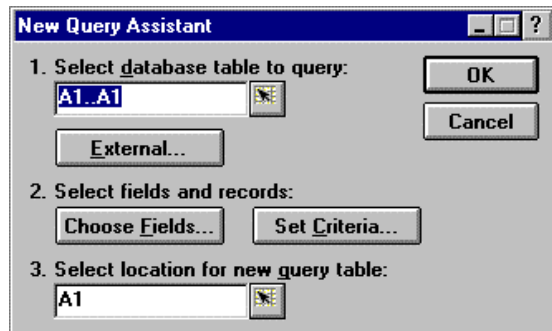 New Query Assistant ?
1. Select database table to query:
OK
A1..A1
Cancel
External...
2. Select fields and records:
Choose Fields... Set Criteria...
3. Select location for new query table:
A1